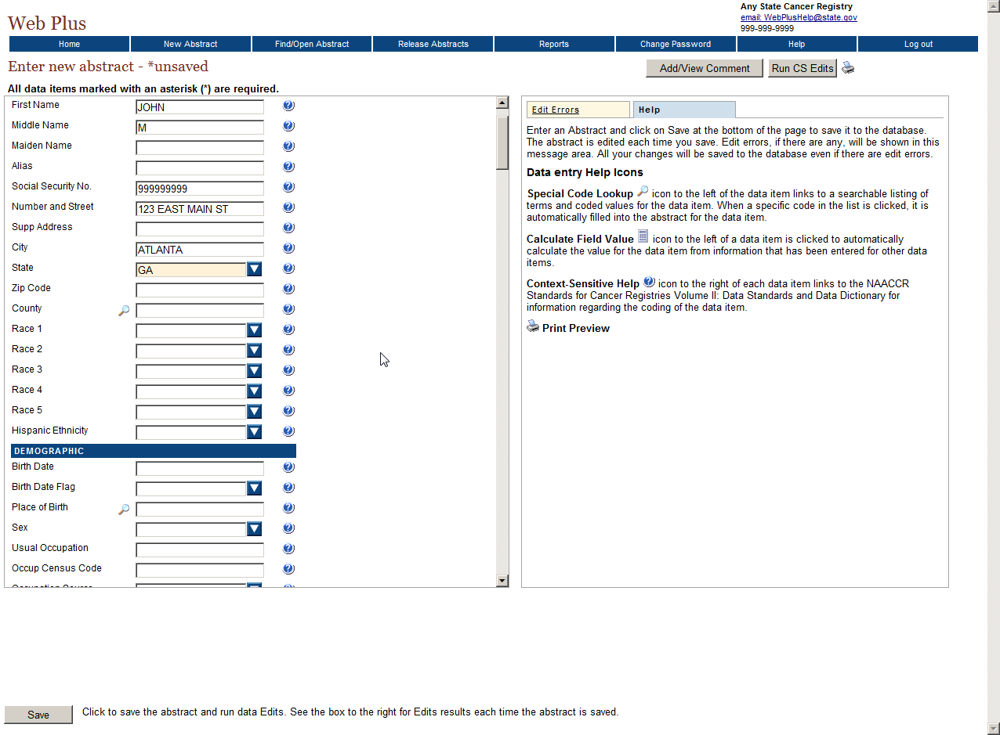 Any State Cancer Registry
email: WebPlusHelp@state.gov
999-999-9999
Web Plus
Home New Abstract Find/Open Abstract Release Abstracts Reports Change Password Help Log out
Enter new abstract - *unsaved
Add/View Comment Run CS Edits
All data items marked with an asterisk (*) are required.
First Name JOHN
Middle Name M
Maiden Name
Alias
Social Security No. 999999999
Number and Street 123 EAST MAIN ST
Supp Address
City ATLANTA
State GA
Zip Code
County
Race 1
Race 2
Race 3
Race 4
Race 5
Hispanic Ethnicity
DEMOGRAPHIC
Birth Date
Birth Date Flag
Place of Birth
Sex
Usual Occupation
Occup Census Code
Occupation Source
Edit Errors Help
Enter an Abstract and click on Save at the bottom of the page to save it to the database.
The abstract is edited each time you save. Edit errors, if there are any, will be shown in this
message area. All your changes will be saved to the database even if there are edit errors.
Data entry Help Icons
Special Code Lookup icon to the left of the data item links to a searchable listing of
terms and coded values for the data item. When a specific code in the list is clicked, it is
automatically filled into the abstract for the data item.
Calculate Field Value icon to the left of a data item is clicked to automatically
calculate the value for the data item from information that has been entered for other data
items.
Context-Sensitive Help icon to the right of each data item links to the NAACCR
Standards for Cancer Registries Volume II: Data Standards and Data Dictionary for
information regarding the coding of the data item.
Print Preview
Save Click to save the abstract and run data Edits. See the box to the right for Edits results each time the abstract is saved.